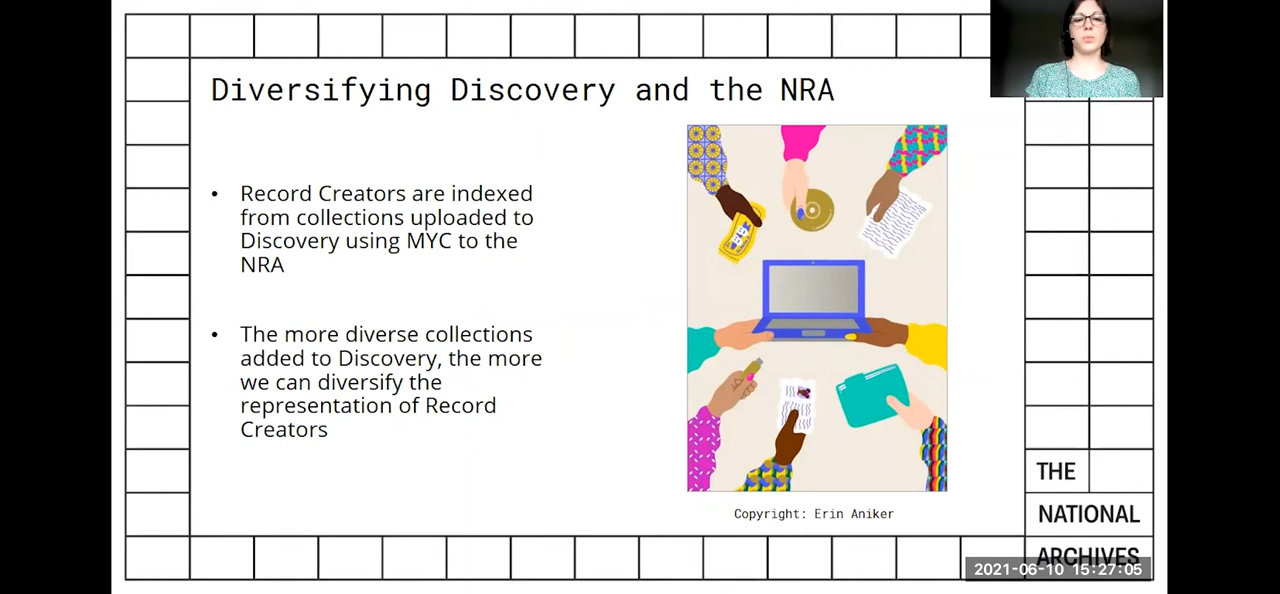 Diversifying Discovery and the NRA
• Record Creators are indexed
from collections uploaded to
Discovery using MYC to the
NRA
• The more diverse collections
added to Discovery, the more
we can diversify the
representation of Record
Creators
Copyright: Erin Aniker
THE
NATIONAL
ARCHIVES
2021-06-10 15:27:05